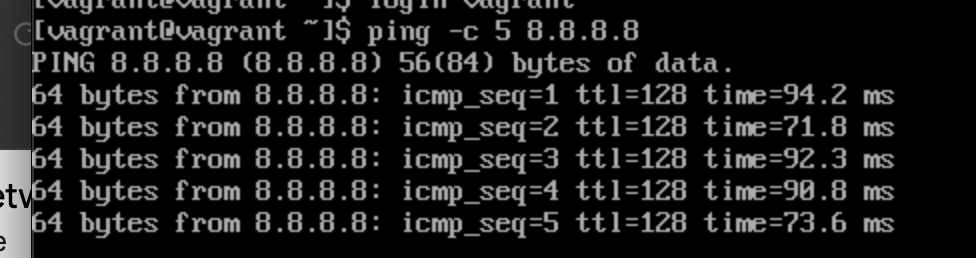 [vagrant@vagrant ~]$ login vagrant
[vagrant@vagrant ~]$ ping -c 5 8.8.8.8
PING 8.8.8.8 (8.8.8.8) 56(84) bytes of data.
64 bytes from 8.8.8.8: icmp_seq=1 ttl=128 time=94.2 ms
64 bytes from 8.8.8.8: icmp_seq=2 ttl=128 time=71.8 ms
64 bytes from 8.8.8.8: icmp_seq=3 ttl=128 time=92.3 ms
64 bytes from 8.8.8.8: icmp_seq=4 ttl=128 time=90.8 ms
64 bytes from 8.8.8.8: icmp_seq=5 ttl=128 time=73.6 ms